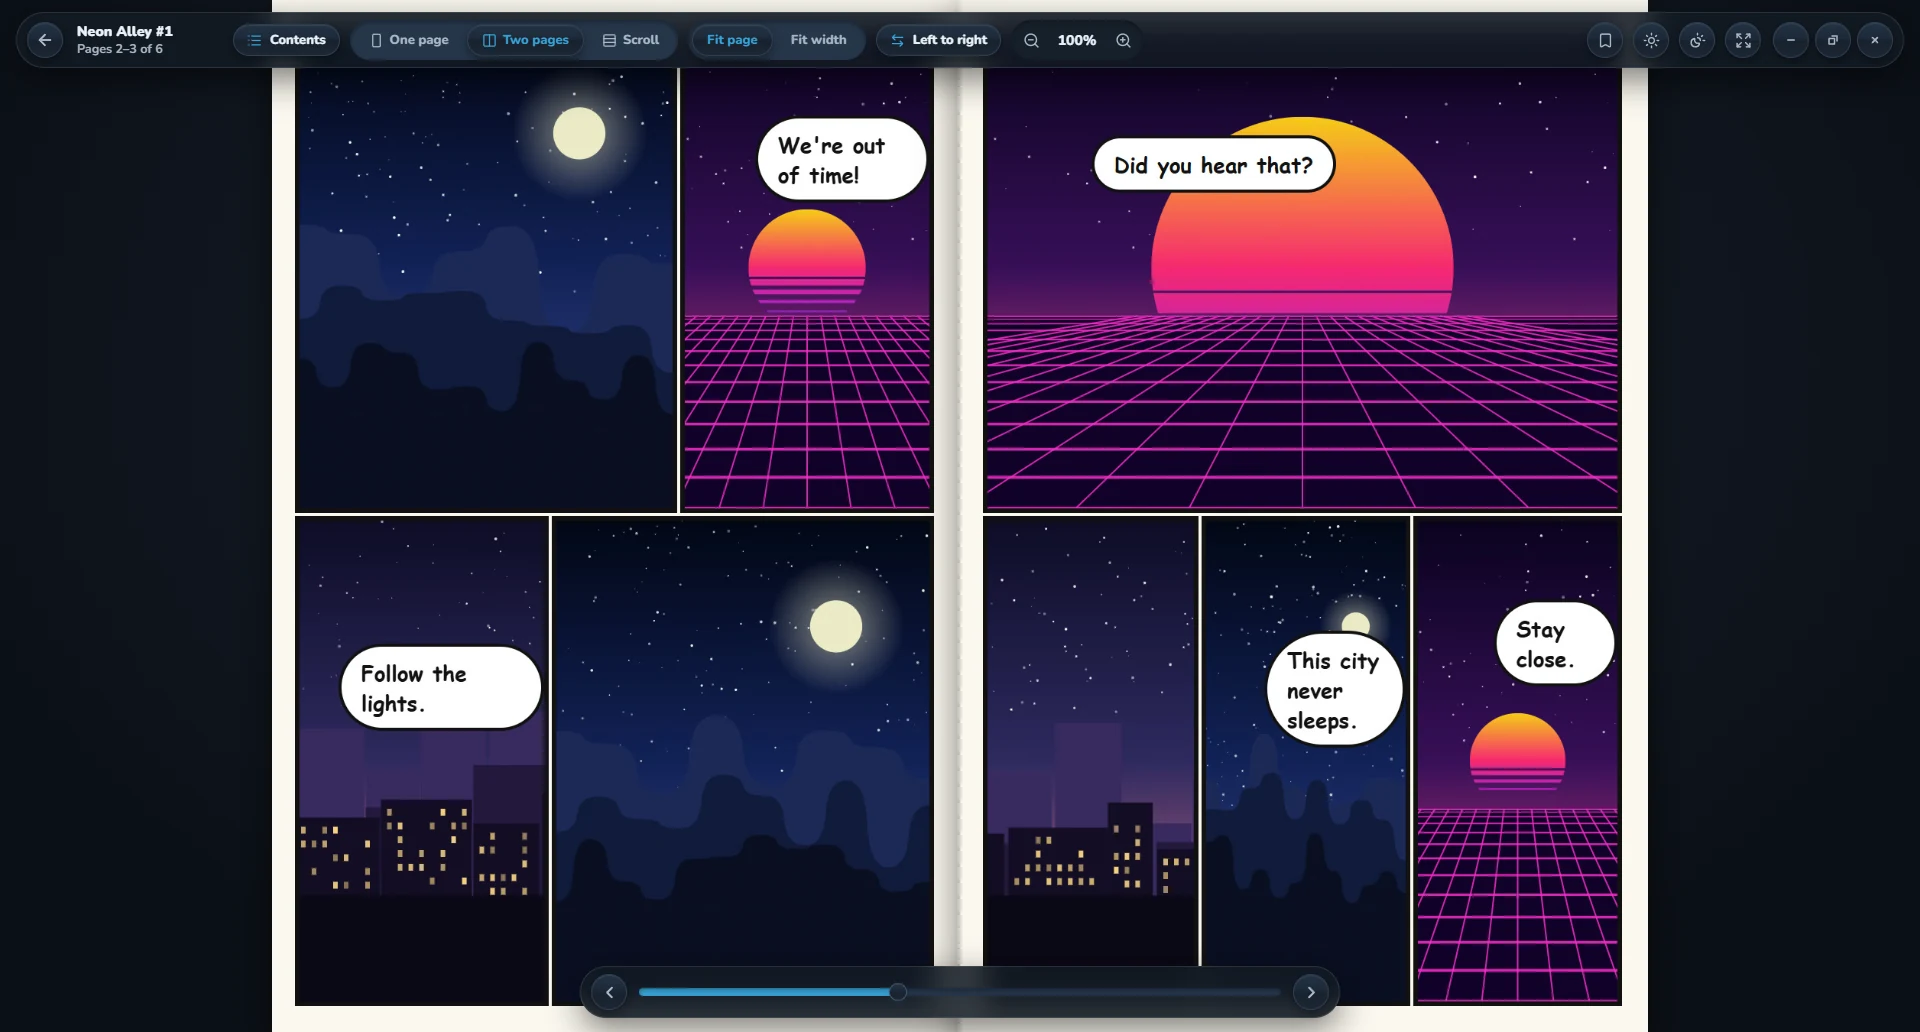 Neon Alley #1
Pages 2–3 of 6
Contents
One page
Two pages
Scroll
Fit page
Fit width
Left to right
100%
We're out
of time!
Follow the
lights.
Did you hear that?
This city
never
sleeps.
Stay
close.